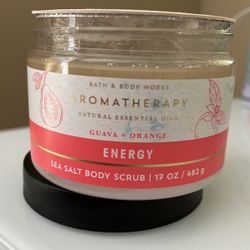 BATH & BODY WORKS
AROMATHERAPY
NATURAL ESSENTIAL OILS
GUAVA + ORANGE
ENERGY
SEA SALT BODY SCRUB | 17 OZ / 482 g